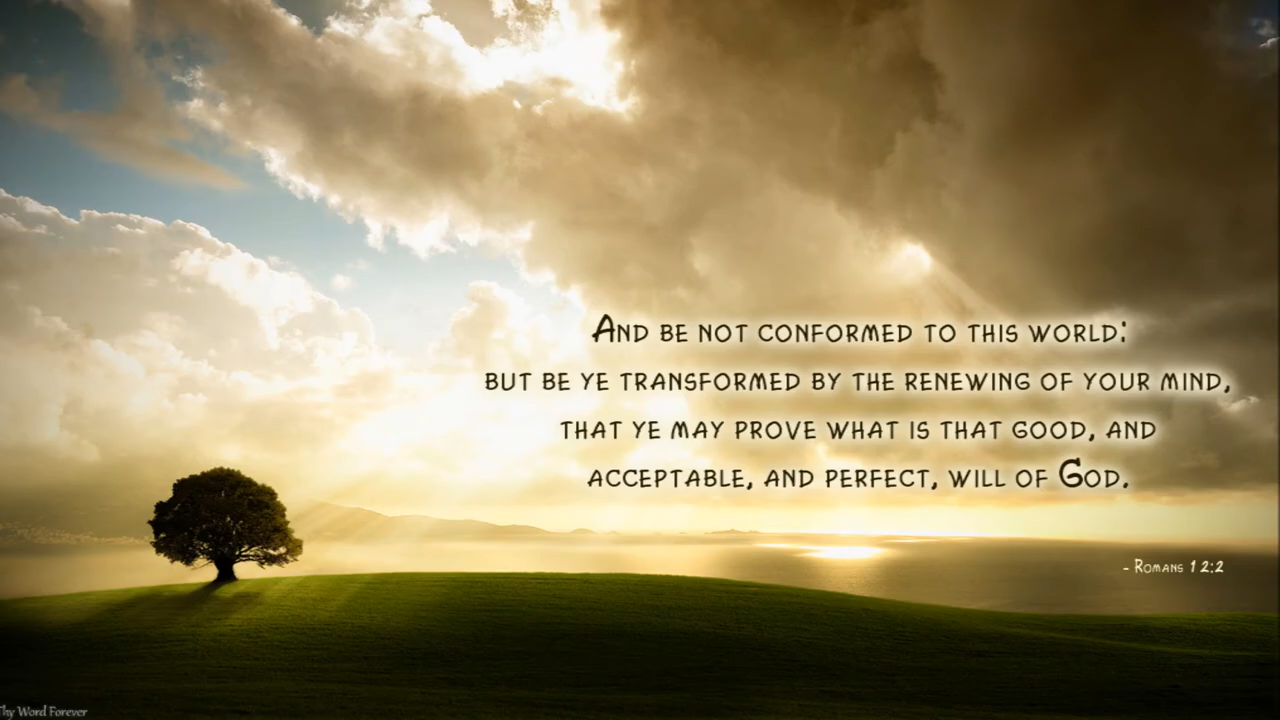 And be not conformed to this world:
but be ye transformed by the renewing of your mind,
that ye may prove what is that good, and
acceptable, and perfect, will of God.
- Romans 12:2
Thy Word Forever